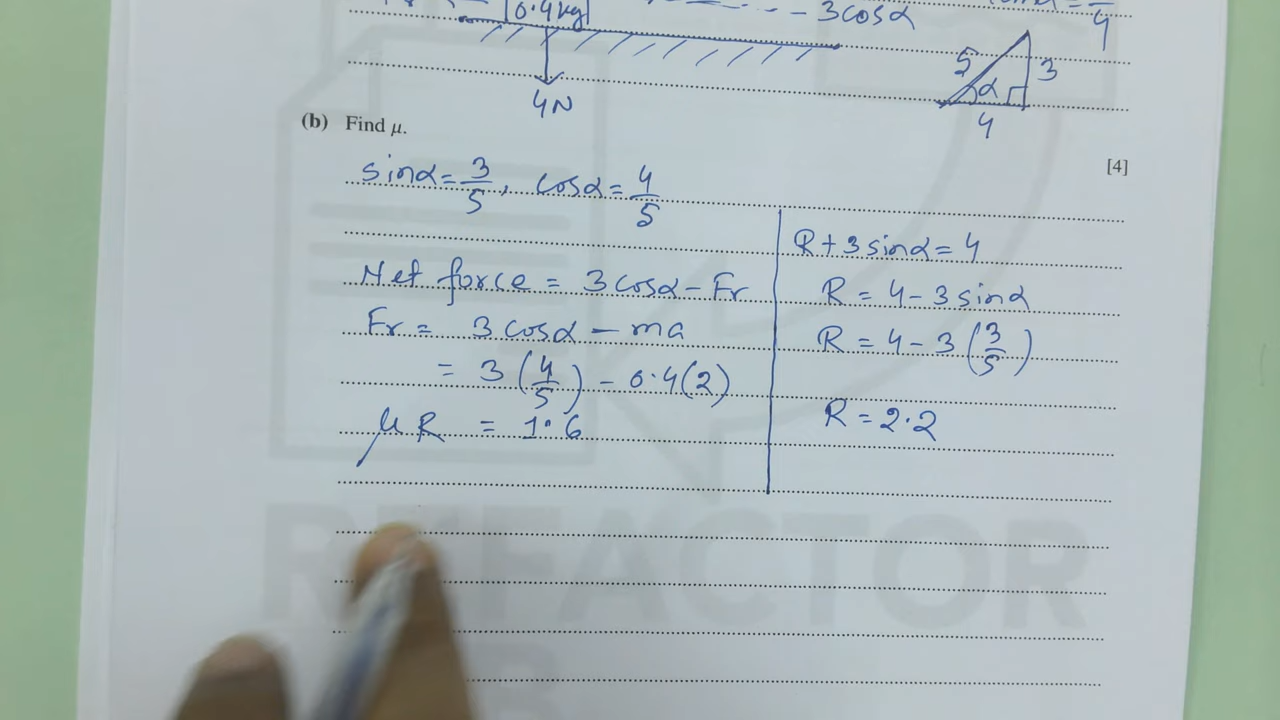 0.4kg
3cosα
4
5
3
α
4
4N
(b) Find μ.
[4]
sinα = 3/5, cosα = 4/5
Net force = 3cosα − Fr
Fr = 3cosα − ma
= 3(4/5) − 0.4(2)
μR = 1.6
R + 3sinα = 4
R = 4 − 3sinα
R = 4 − 3(3/5)
R = 2.2